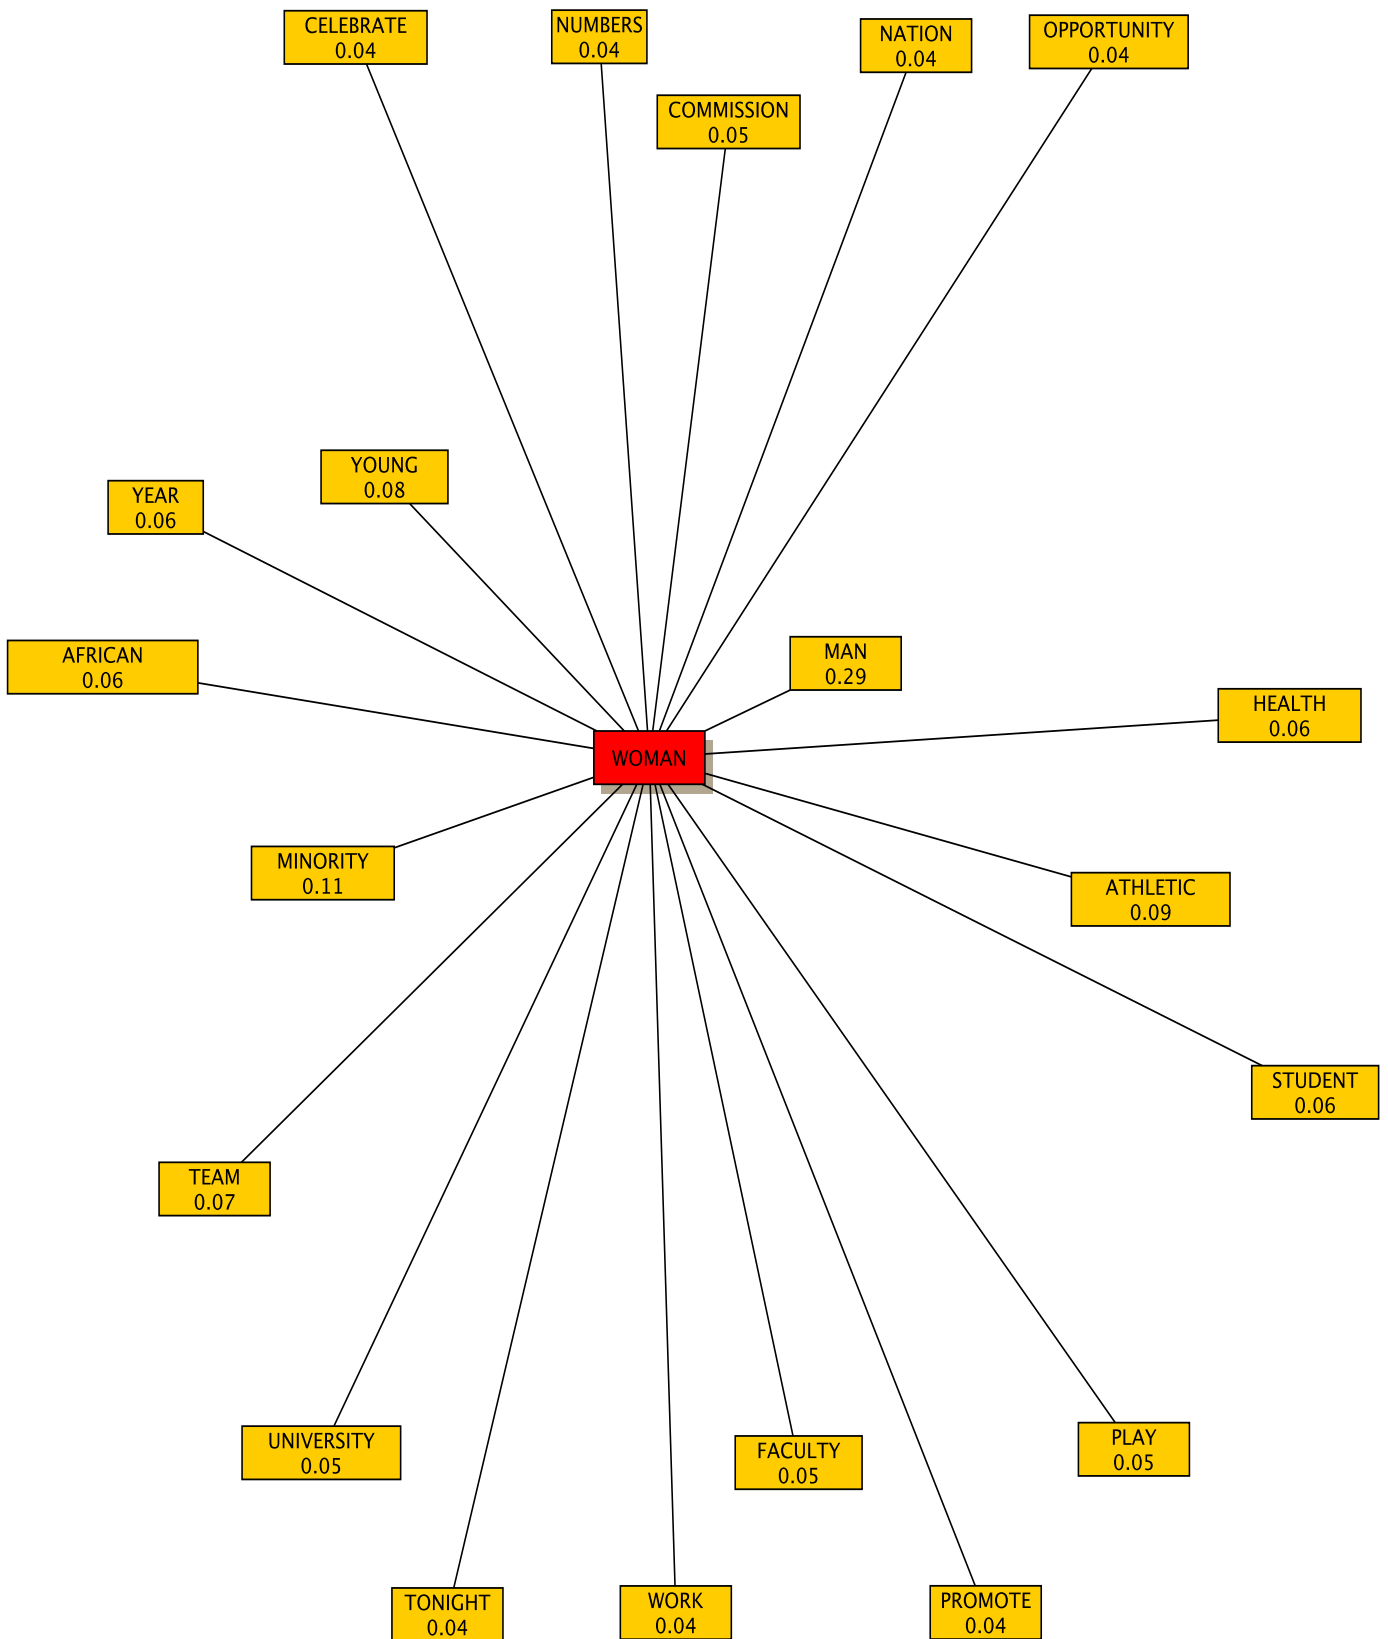 CELEBRATE
0.04
NUMBERS
0.04
NATION
0.04
OPPORTUNITY
0.04
COMMISSION
0.05
YOUNG
0.08
YEAR
0.06
AFRICAN
0.06
MAN
0.29
HEALTH
0.06
WOMAN
MINORITY
0.11
ATHLETIC
0.09
STUDENT
0.06
TEAM
0.07
UNIVERSITY
0.05
FACULTY
0.05
PLAY
0.05
TONIGHT
0.04
WORK
0.04
PROMOTE
0.04